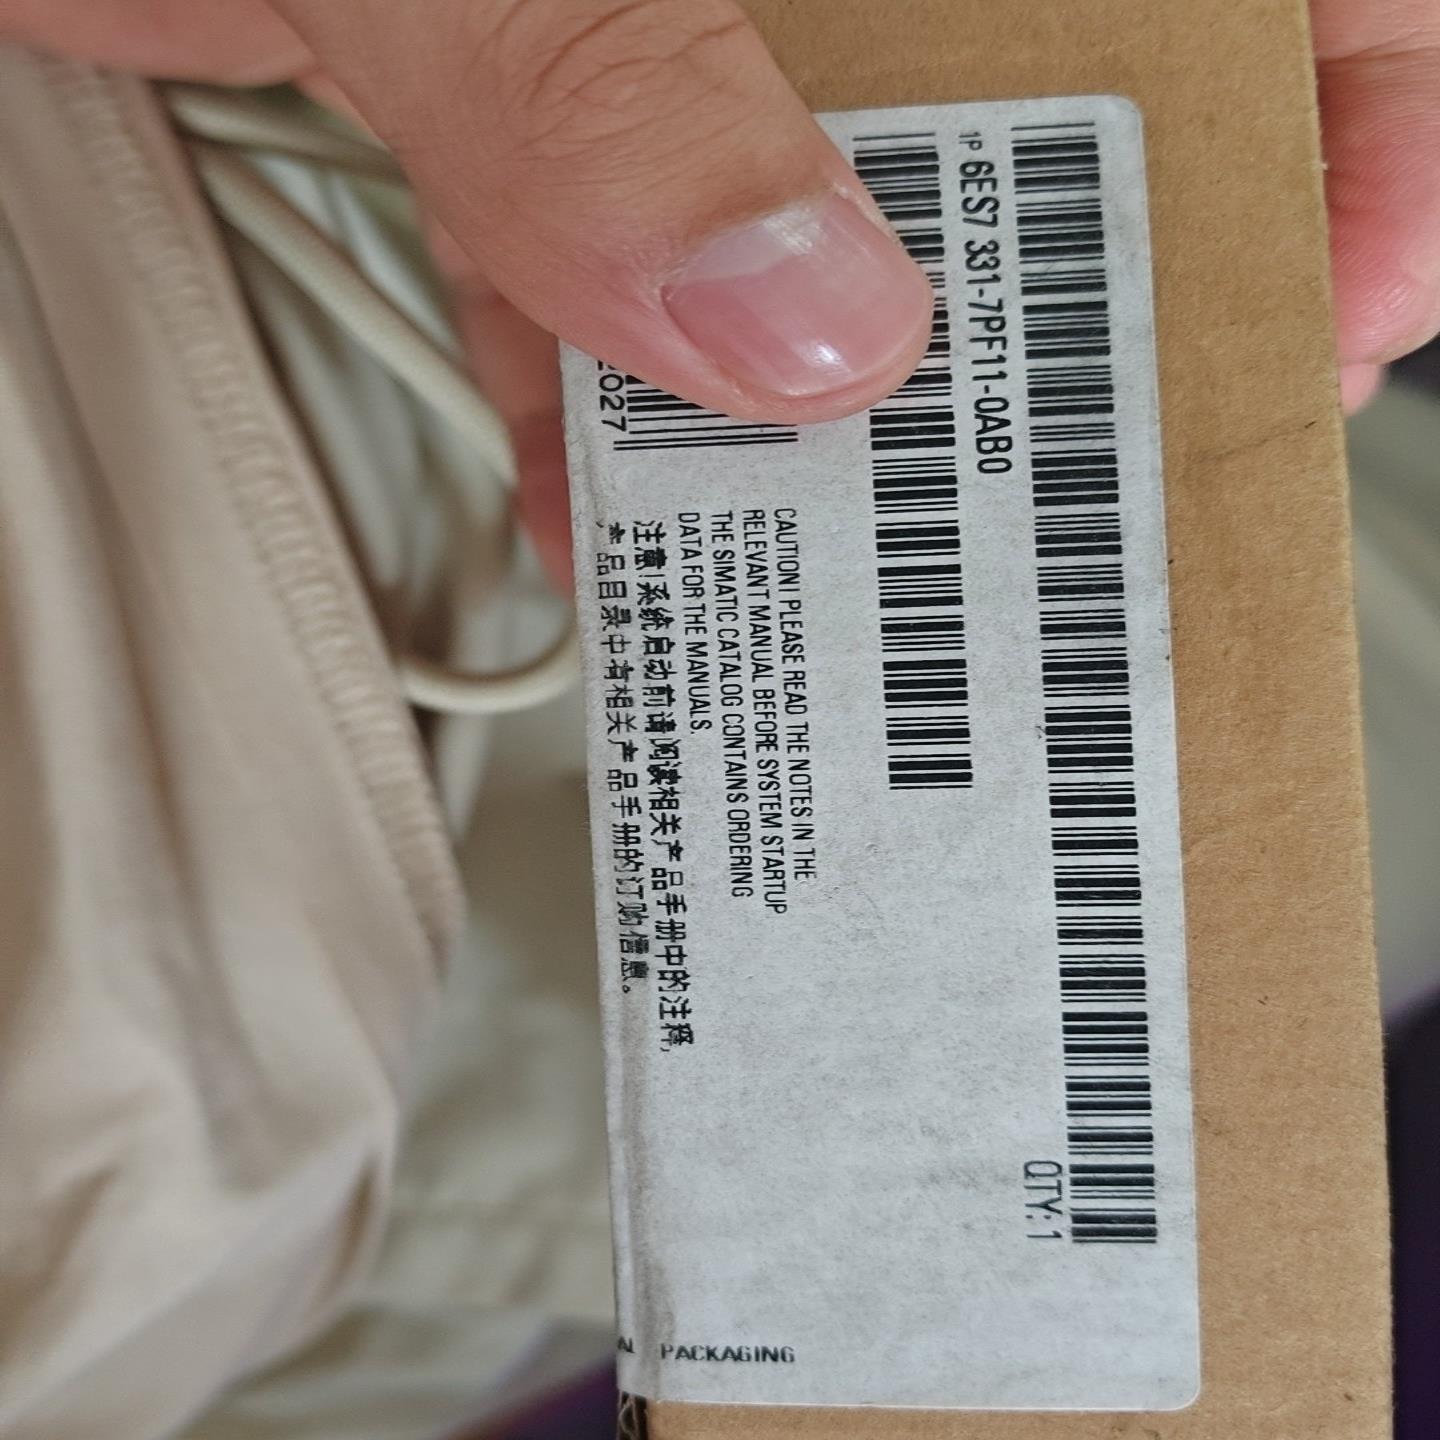 1P 6ES7 331-7PF11-0AB0
QTY: 1
2027
CAUTION! PLEASE READ THE NOTES IN THE
RELEVANT MANUAL BEFORE SYSTEM STARTUP
THE SIMATIC CATALOG CONTAINS ORDERING
DATA FOR THE MANUALS.
注意!系统启动前请阅读相关产品手册中的注释,
产品目录中有相关产品手册的订购信息。
PACKAGING